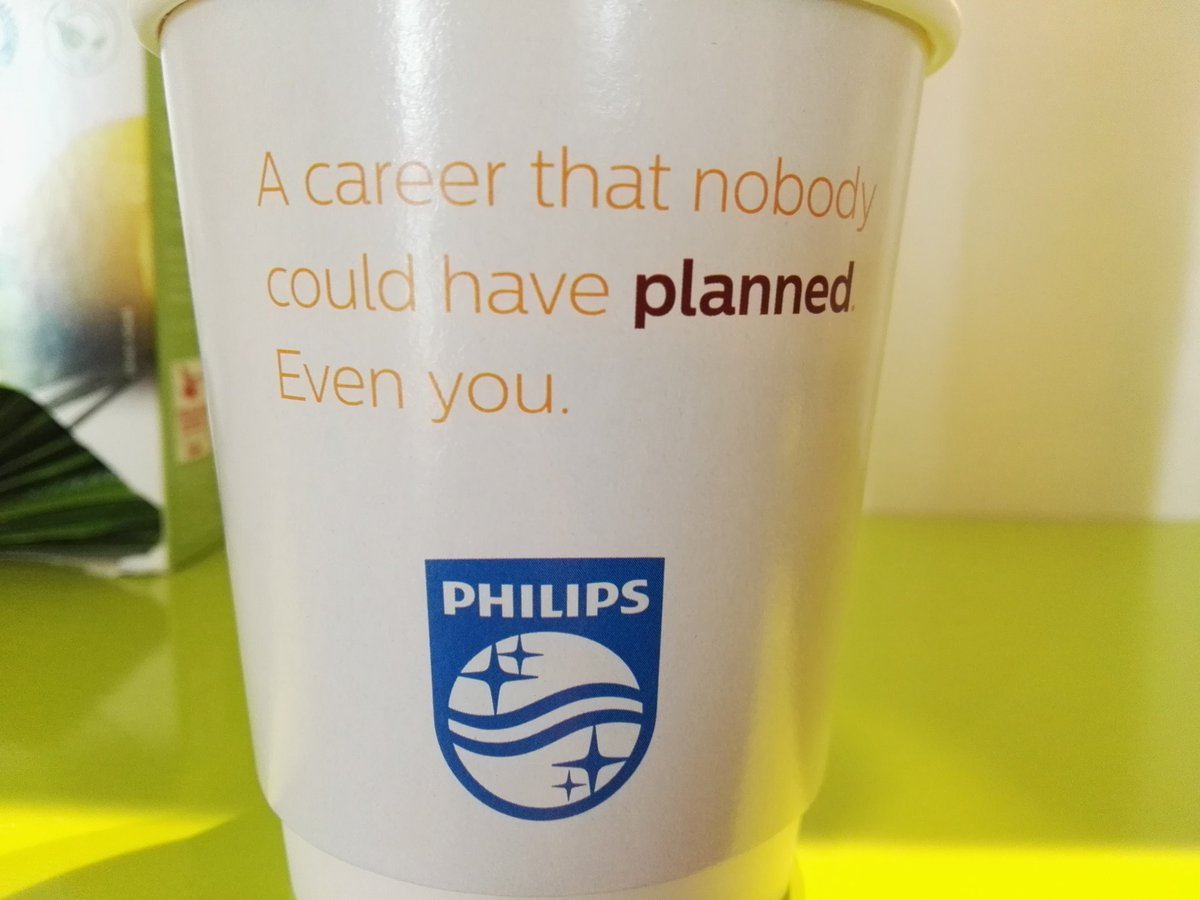 A career that nobody
could have planned.
Even you.
PHILIPS